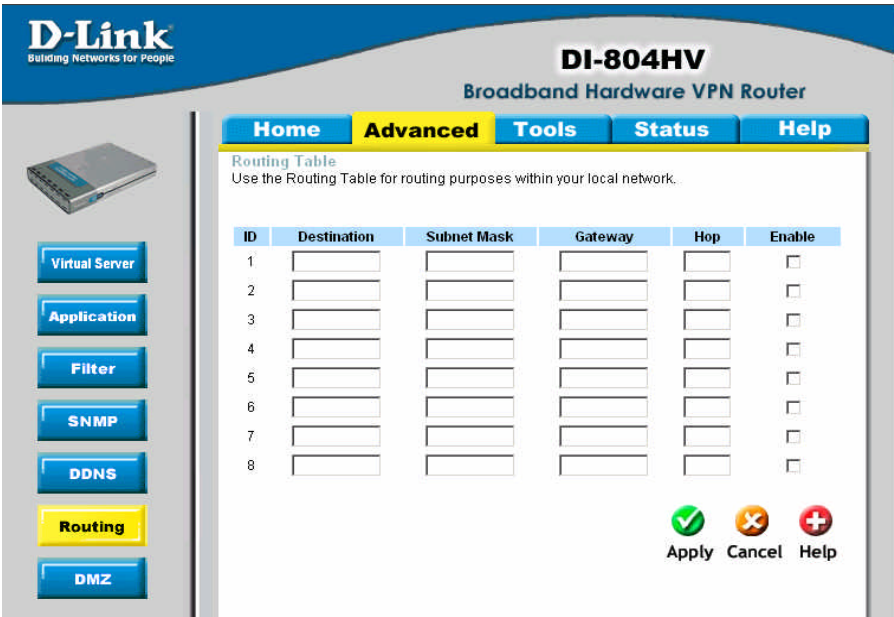 D-Link
Building Networks for People
DI-804HV
Broadband Hardware VPN Router
Home Advanced Tools Status Help
Routing Table
Use the Routing Table for routing purposes within your local network.
ID Destination Subnet Mask Gateway Hop Enable
1
2
3
4
5
6
7
8
Virtual Server
Application
Filter
SNMP
DDNS
Routing
DMZ
Apply Cancel Help